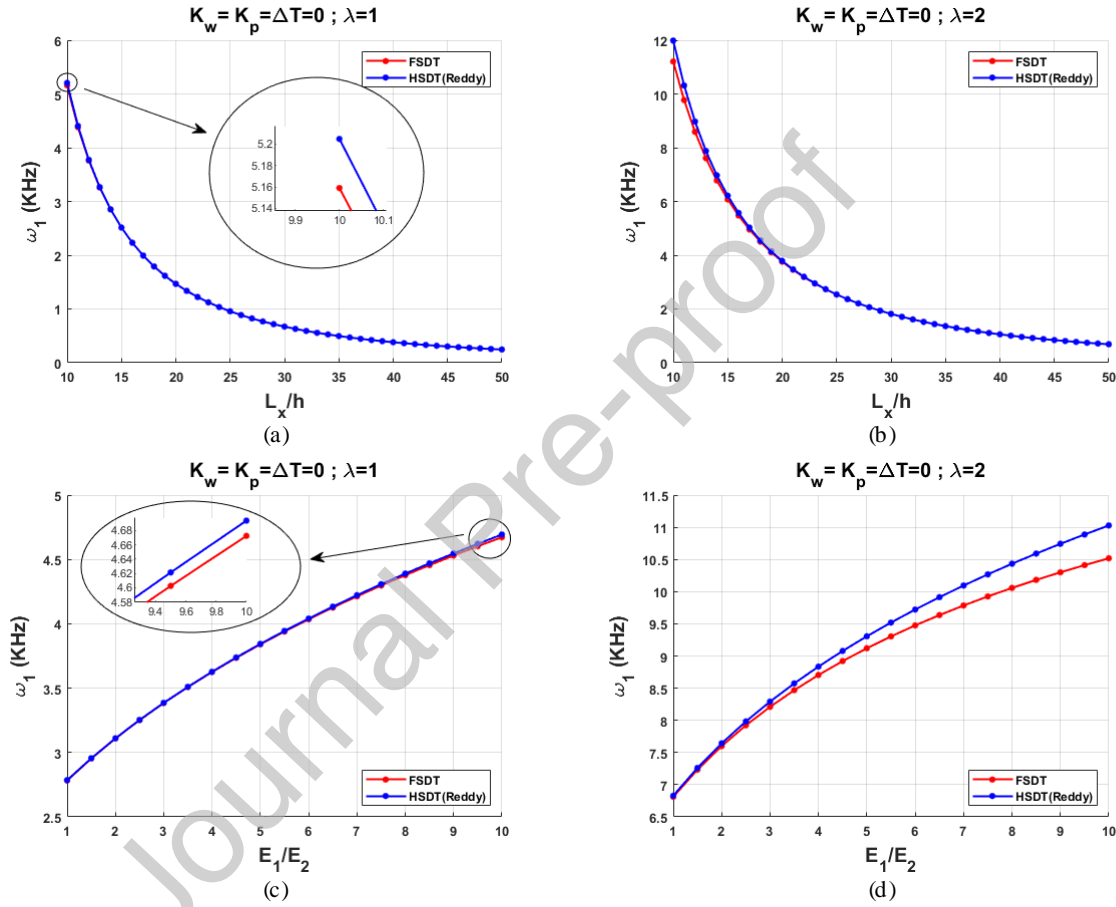 K_w = K_p = ΔT=0 ; λ=1
6
5
4
3
2
1
0
ω_1 (KHz)
FSDT
HSDT(Reddy)
5.2
5.18
5.16
5.14
9.9 10 10.1
10 15 20 25 30 35 40 45 50
L_x/h
(a)
K_w = K_p = ΔT=0 ; λ=2
12
10
8
6
4
2
0
ω_1 (KHz)
FSDT
HSDT(Reddy)
10 15 20 25 30 35 40 45 50
L_x/h
(b)
K_w = K_p = ΔT=0 ; λ=1
5
4.5
4
3.5
3
2.5
ω_1 (KHz)
4.68
4.66
4.64
4.62
4.6
4.58
9.4 9.6 9.8 10
FSDT
HSDT(Reddy)
1 2 3 4 5 6 7 8 9 10
E_1/E_2
(c)
K_w = K_p = ΔT=0 ; λ=2
11.5
11
10.5
10
9.5
9
8.5
8
7.5
7
6.5
ω_1 (KHz)
FSDT
HSDT(Reddy)
1 2 3 4 5 6 7 8 9 10
E_1/E_2
(d)
Journal Pre-proof